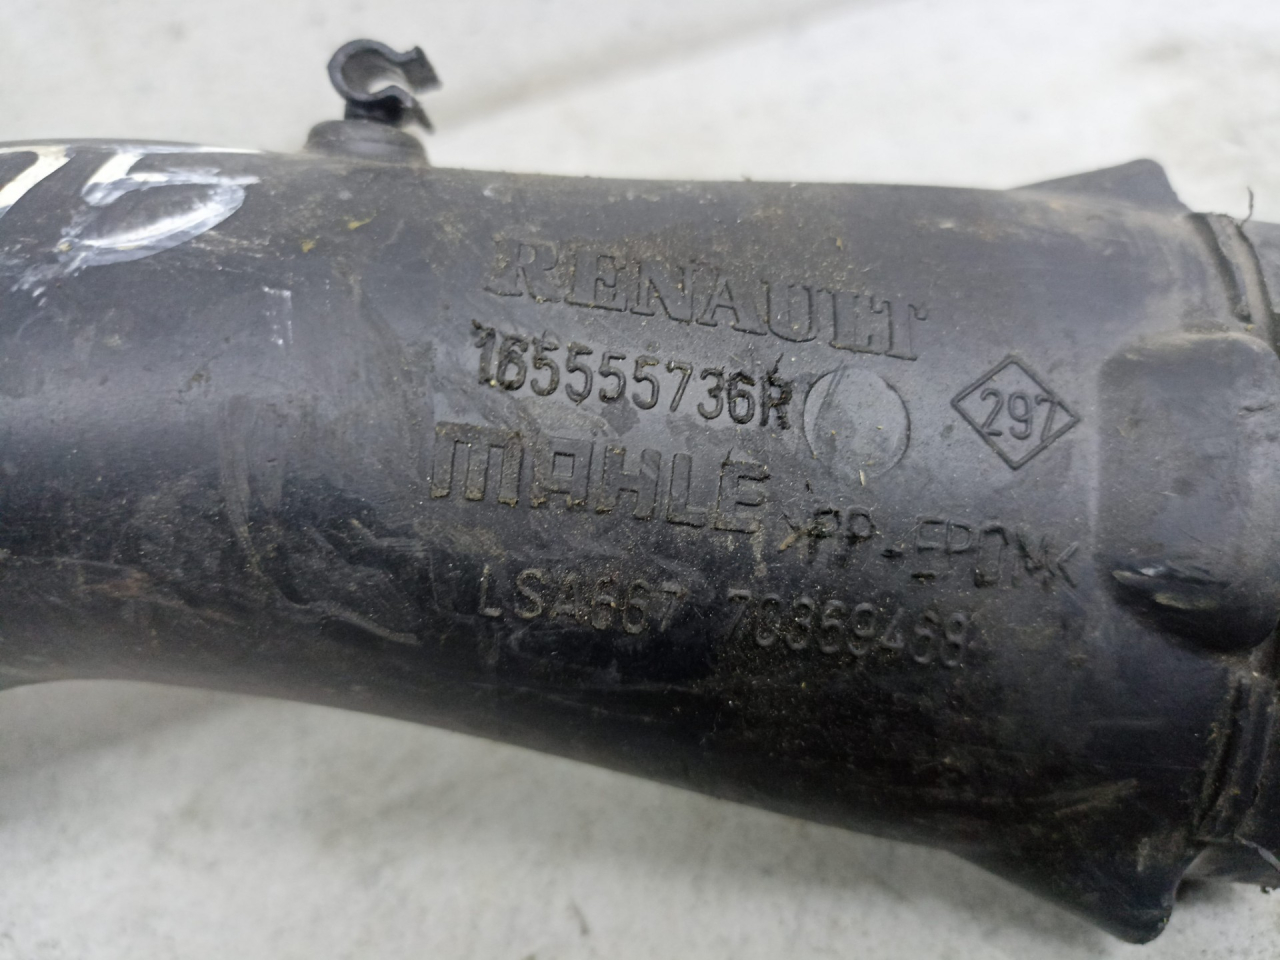 RENAULT
165555736R
297
MAHLE >PP-EPDM<
LSA667 70369468